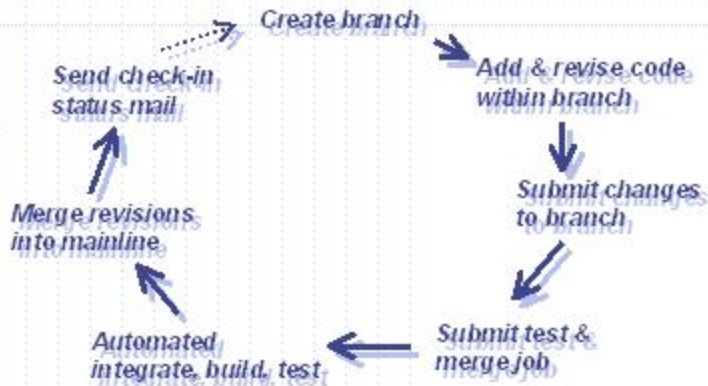 Create branch
Add & revise code
within branch
Submit changes
to branch
Submit test &
merge job
Automated
integrate, build, test
Merge revisions
into mainline
Send check-in
status mail